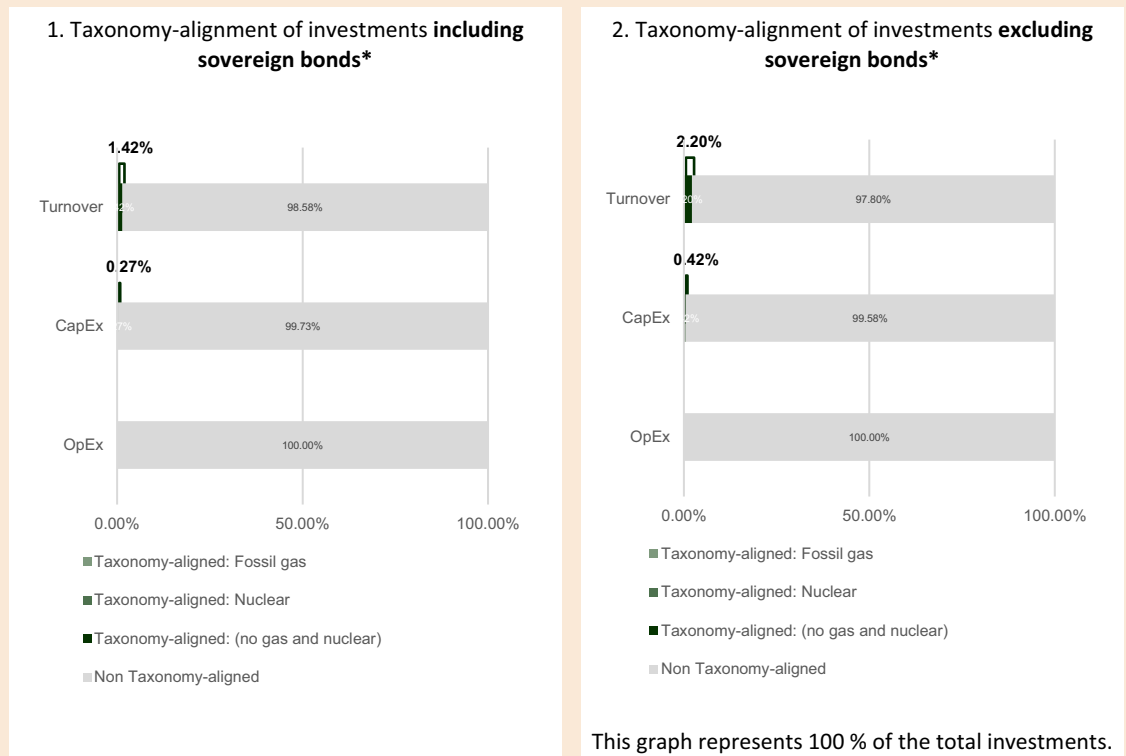 1. Taxonomy-alignment of investments including
sovereign bonds*
1.42%
Turnover
98.58%
0.27%
CapEx
7%
99.73%
OpEx
100.00%
0.00%
50.00%
100.00%
Taxonomy-aligned: Fossil gas
Taxonomy-aligned: Nuclear
Taxonomy-aligned: (no gas and nuclear)
Non Taxonomy-aligned
2. Taxonomy-alignment of investments excluding
sovereign bonds*
2.20%
Turnover
20%
97.80%
0.42%
CapEx
2%
99.58%
OpEx
100.00%
0.00%
50.00%
100.00%
Taxonomy-aligned: Fossil gas
Taxonomy-aligned: Nuclear
Taxonomy-aligned: (no gas and nuclear)
Non Taxonomy-aligned
This graph represents 100 % of the total investments.